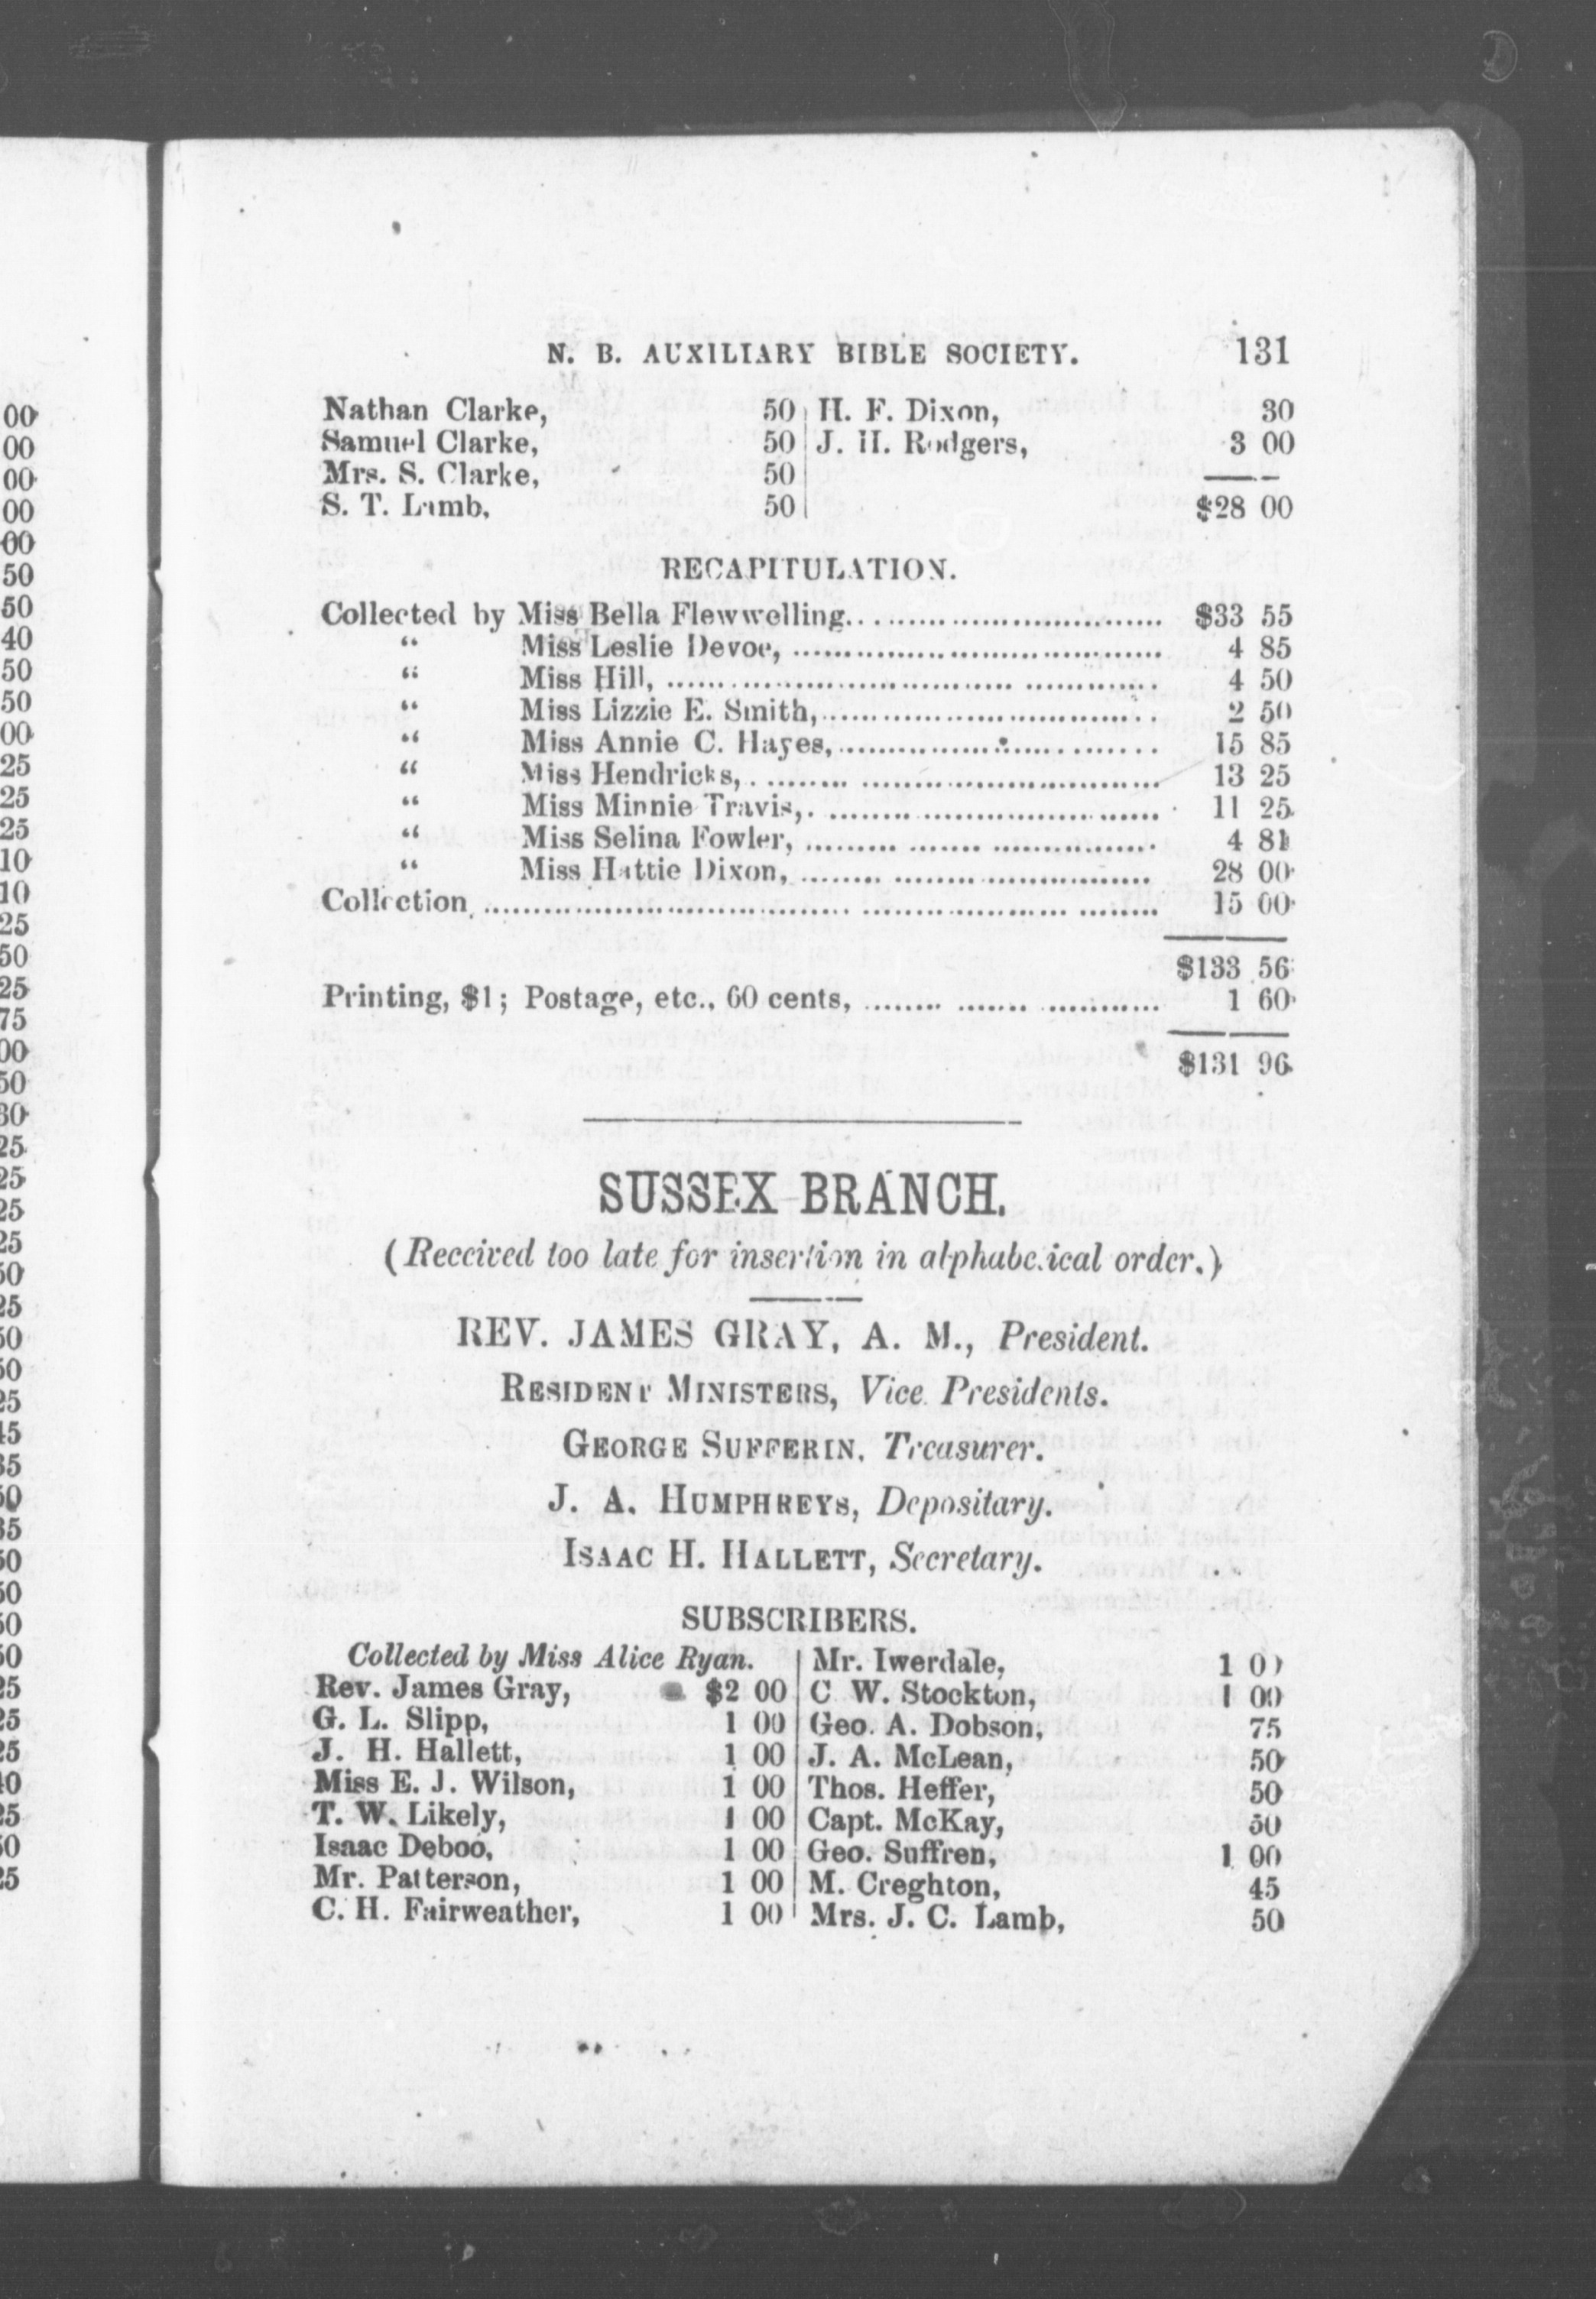 N. B. AUXILIARY BIBLE SOCIETY. 131
Nathan Clarke, 50
Samuel Clarke, 50
Mrs. S. Clarke, 50
S. T. Lamb, 50
H. F. Dixon, 30
J. H. Rodgers, 3 00
$28 00
RECAPITULATION.
Collected by Miss Bella Flewwelling.............................. $33 55
“ Miss Leslie Devoe, .................................... 4 85
“ Miss Hill, ............................................... 4 50
“ Miss Lizzie E. Smith,................................ 2 50
“ Miss Annie C. Hayes,............................... 15 85
“ Miss Hendricks,........................................ 13 25
“ Miss Minnie Travis,................................... 11 25
“ Miss Selina Fowler, ................................... 4 81
“ Miss Hattie Dixon, ................................... 28 00
Collection, ................................................................ 15 00
$133 56
Printing, $1; Postage, etc., 60 cents, ............................ 1 60
$131 96
SUSSEX BRANCH.
(Received too late for insertion in alphabe.ical order.)
REV. JAMES GRAY, A. M., President.
RESIDENT MINISTERS, Vice Presidents.
GEORGE SUFFERIN, Treasurer.
J. A. HUMPHREYS, Depositary.
ISAAC H. HALLETT, Secretary.
SUBSCRIBERS.
Collected by Miss Alice Ryan.
Rev. James Gray, $2 00
G. L. Slipp, 1 00
J. H. Hallett, 1 00
Miss E. J. Wilson, 1 00
T. W. Likely, 1 00
Isaac Deboo, 1 00
Mr. Patterson, 1 00
C. H. Fairweather, 1 00
Mr. Iwerdale, 1 00
C W. Stockton, 1 00
Geo. A. Dobson, 75
J. A. McLean, 50
Thos. Heffer, 50
Capt. McKay, 50
Geo. Suffren, 1 00
M. Creghton, 45
Mrs. J. C. Lamb, 50